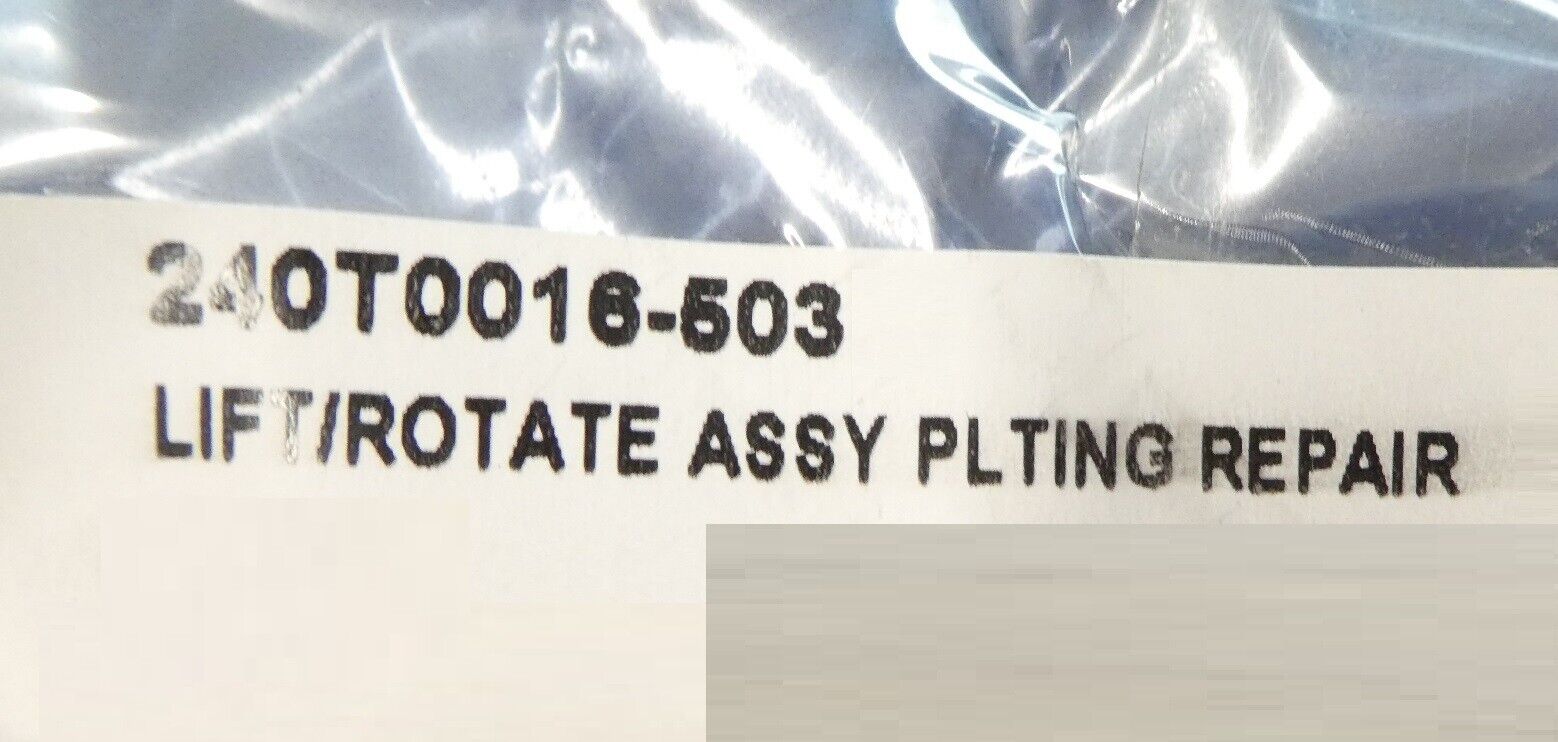 240T0016-503
LIFT/ROTATE ASSY PLTING REPAIR